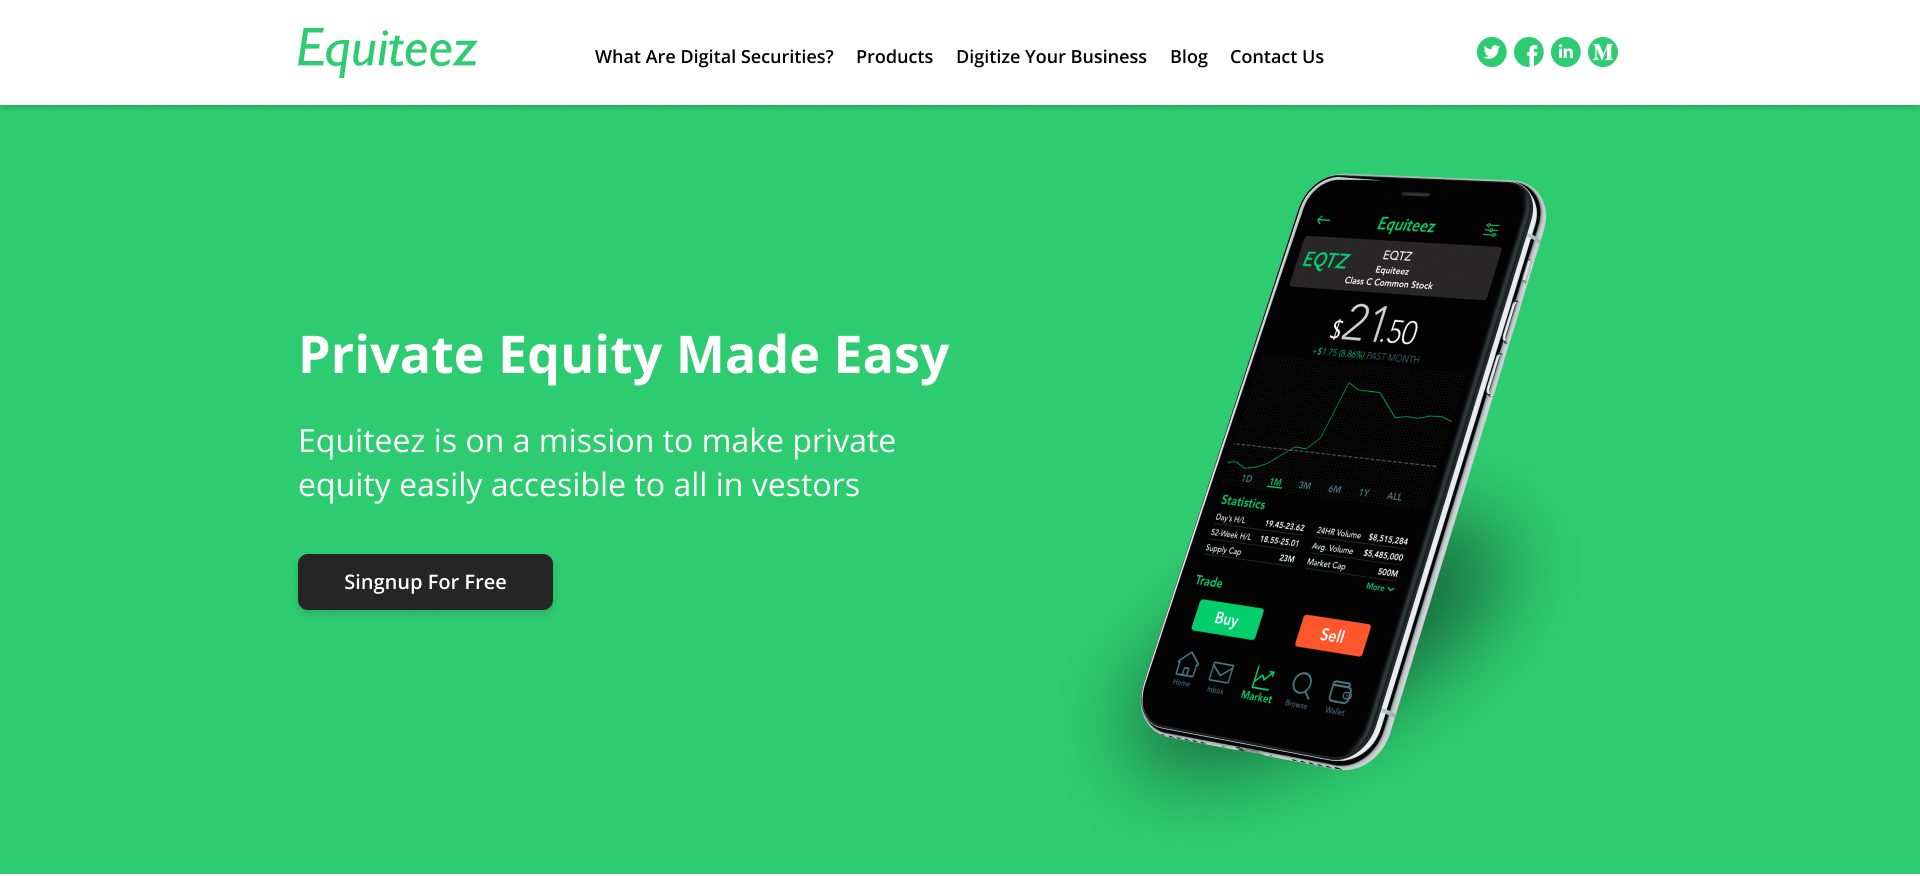 Equiteez
What Are Digital Securities? Products Digitize Your Business Blog Contact Us
M
Private Equity Made Easy
Equiteez is on a mission to make private
equity easily accesible to all in vestors
Singnup For Free
Equiteez
EQTZ
EQTZ
Equiteez
Class C Common Stock
$21.50
+$1.75 (8.86%) PAST MONTH
1D 1M 3M 6M 1Y ALL
Statistics
Day's H/L 19.45-23.62 24HR Volume $8,515,284
52-Week H/L 18.55-25.01 Avg. Volume $5,485,000
Supply Cap 23M Market Cap 500M
More
Trade
Buy Sell
Home Inbox Market Browse Wallet